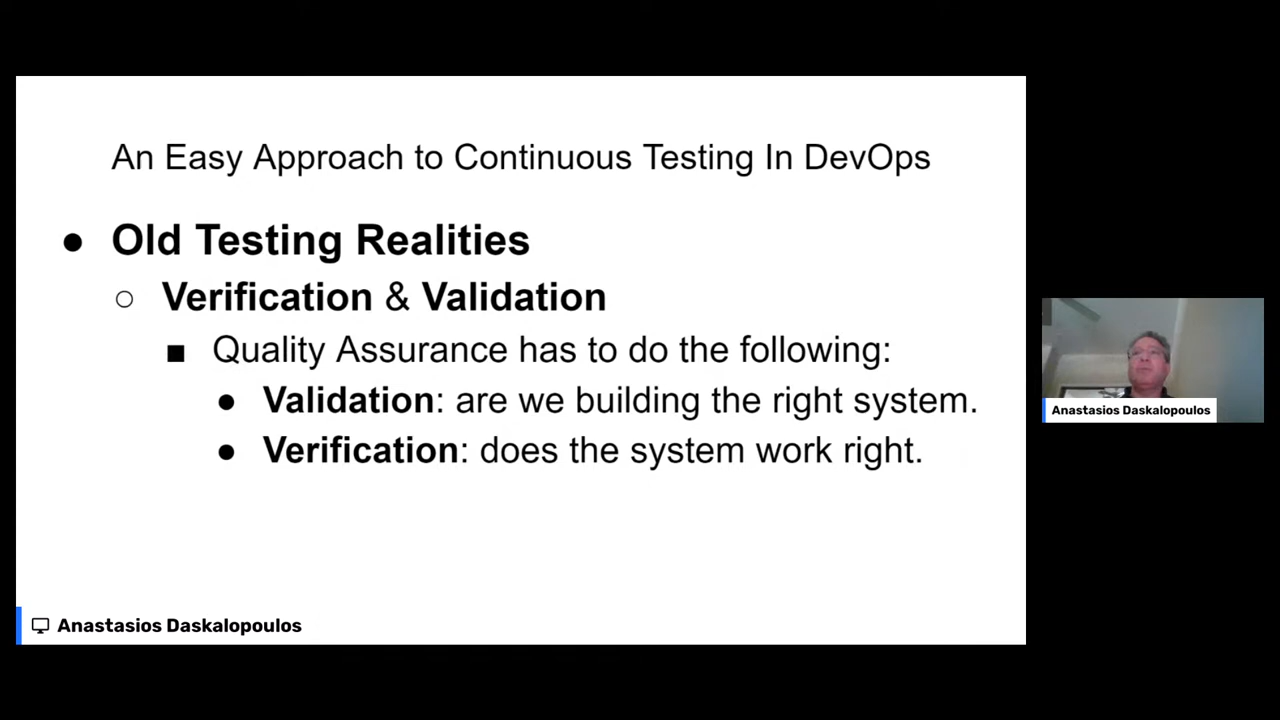 An Easy Approach to Continuous Testing In DevOps
● Old Testing Realities
○ Verification & Validation
■ Quality Assurance has to do the following:
● Validation: are we building the right system.
● Verification: does the system work right.
Anastasios Daskalopoulos
Anastasios Daskalopoulos